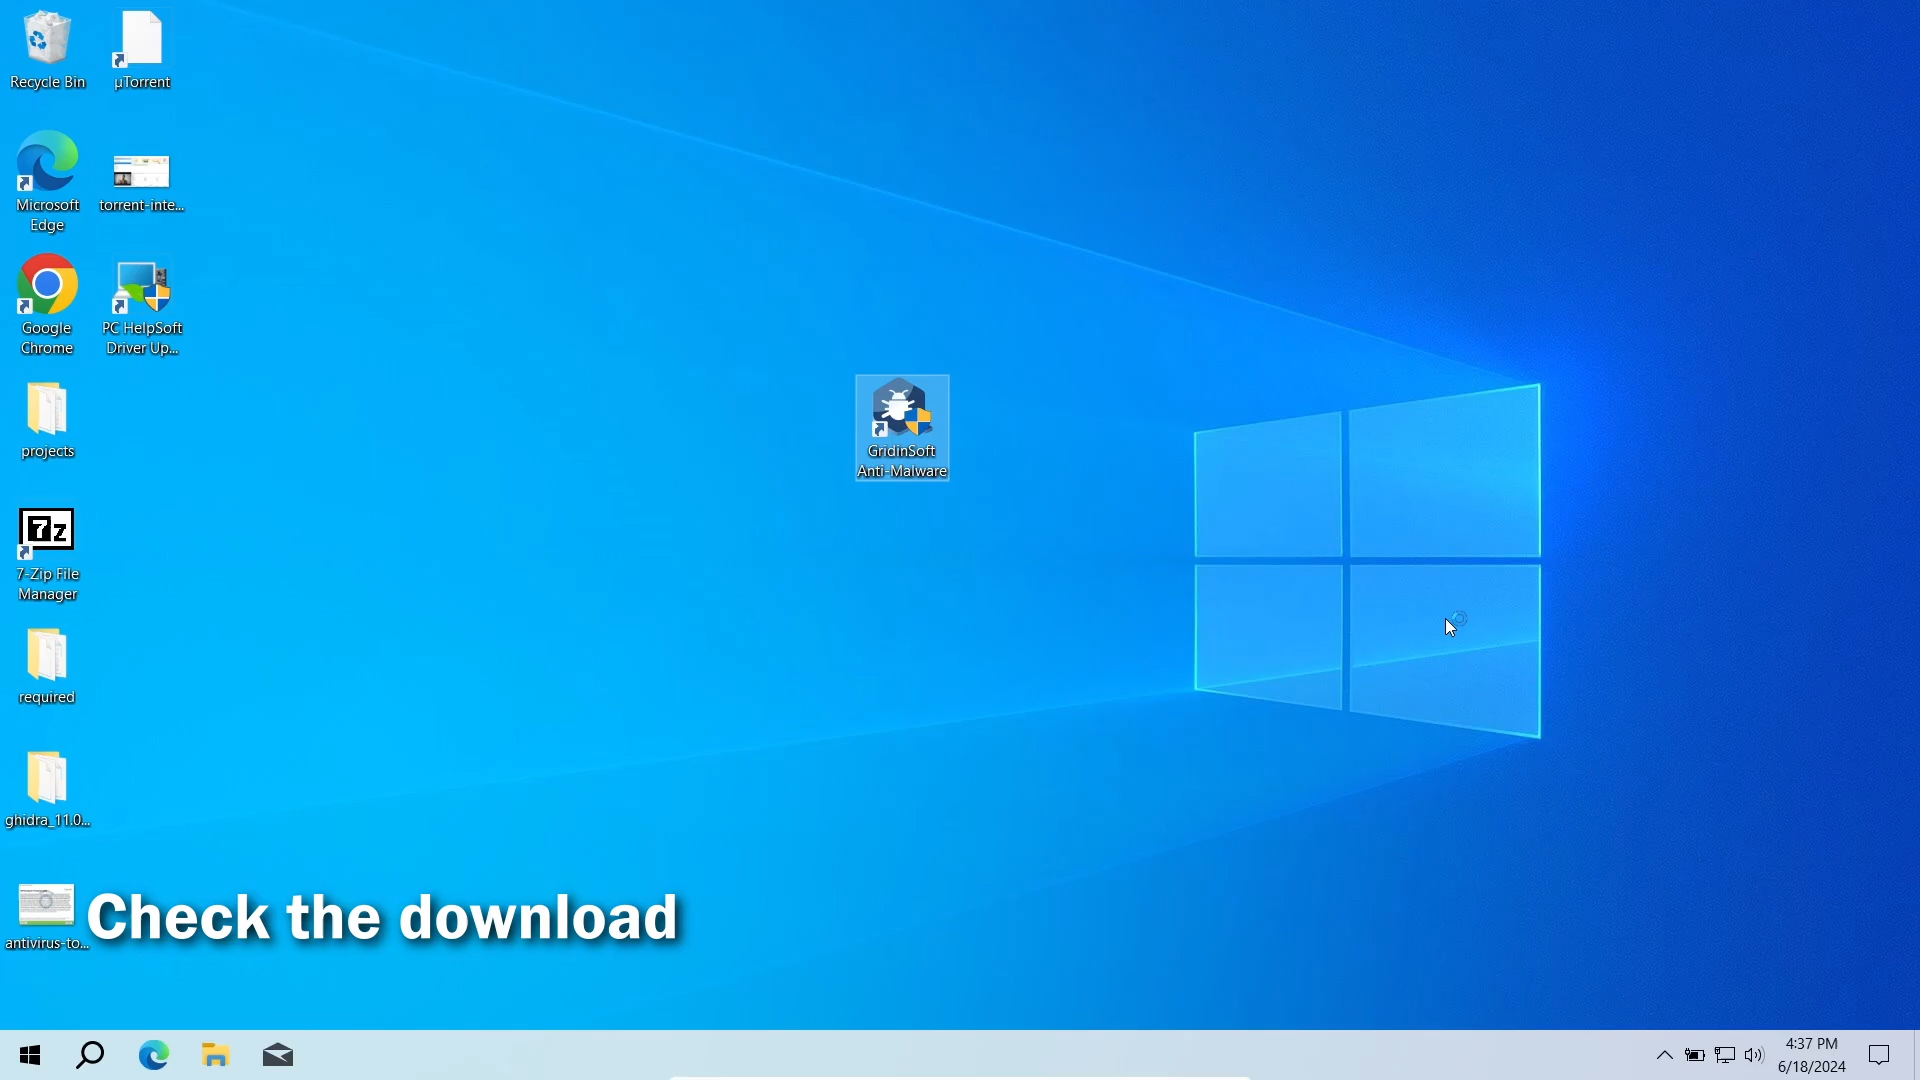 Recycle Bin
µTorrent
Microsoft
Edge
torrent-inte...
Google
Chrome
PC HelpSoft
Driver Up...
projects
GridinSoft
Anti-Malware
7z
7-Zip File
Manager
required
ghidra_11.0...
antivirus-to...
Check the download
4:37 PM
6/18/2024